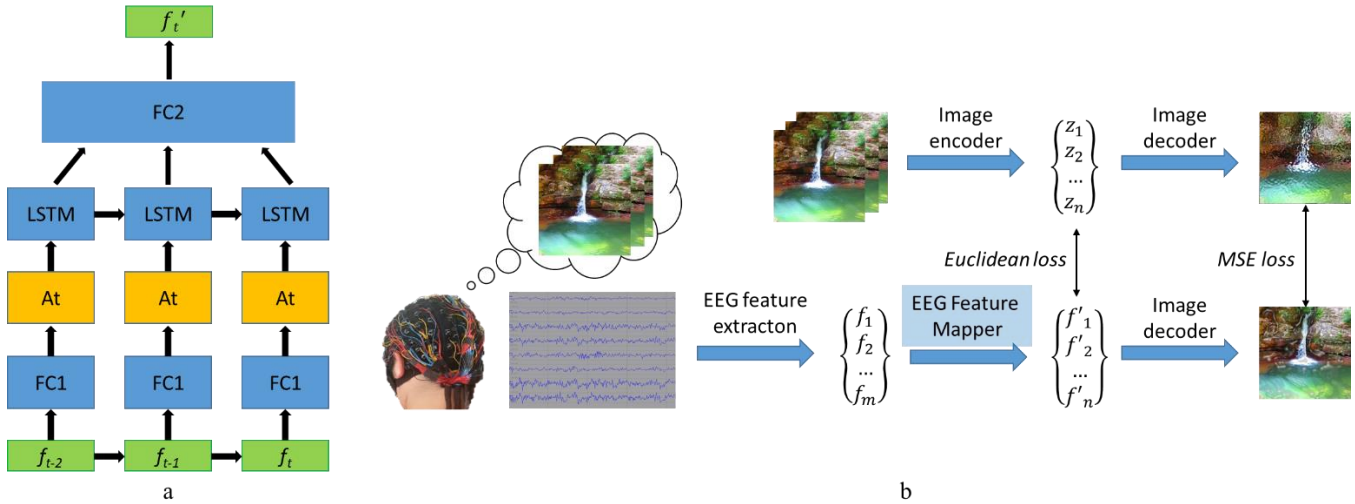 f_t′
FC2
LSTM LSTM LSTM
At At At
FC1 FC1 FC1
f_{t-2} f_{t-1} f_t
a
Image
encoder
Image
decoder
z_1
z_2
...
z_n
Euclidean loss
MSE loss
EEG feature
extracton
f_1
f_2
...
f_m
EEG Feature
Mapper
f′_1
f′_2
...
f′_n
Image
decoder
b